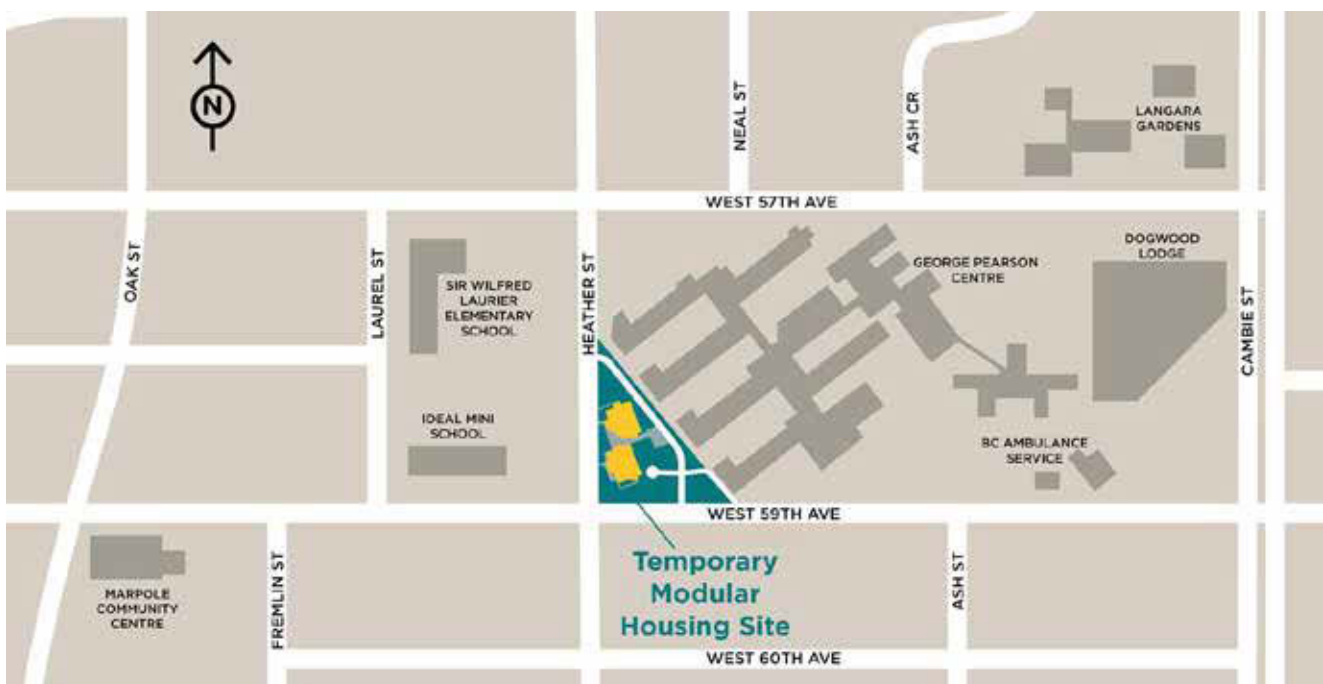 N
OAK ST
LAUREL ST
HEATHER ST
NEAL ST
ASH CR
LANGARA
GARDENS
WEST 57TH AVE
SIR WILFRED
LAURIER
ELEMENTARY
SCHOOL
GEORGE PEARSON
CENTRE
DOGWOOD
LODGE
CAMBIE ST
IDEAL MINI
SCHOOL
BC AMBULANCE
SERVICE
WEST 59TH AVE
Temporary
Modular
Housing Site
MARPOLE
COMMUNITY
CENTRE
FREMLIN ST
ASH ST
WEST 60TH AVE